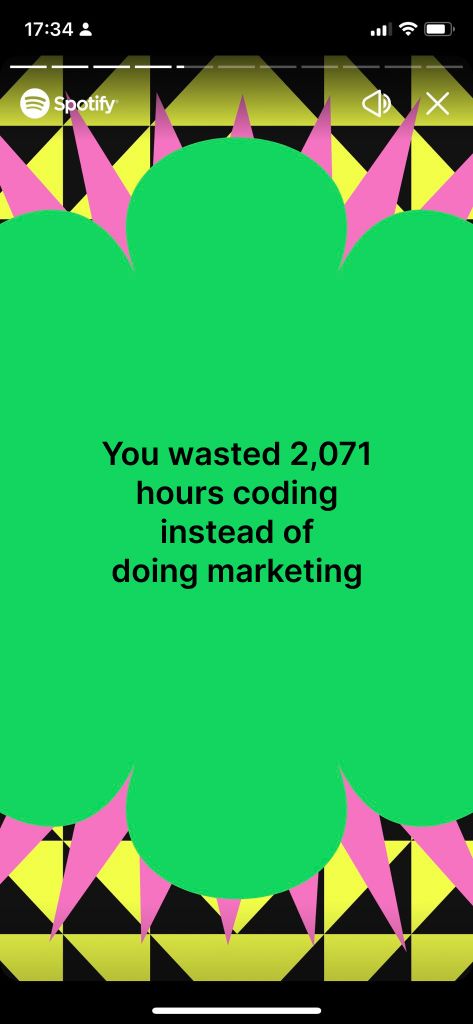 17:34
Spotify
You wasted 2,071
hours coding
instead of
doing marketing